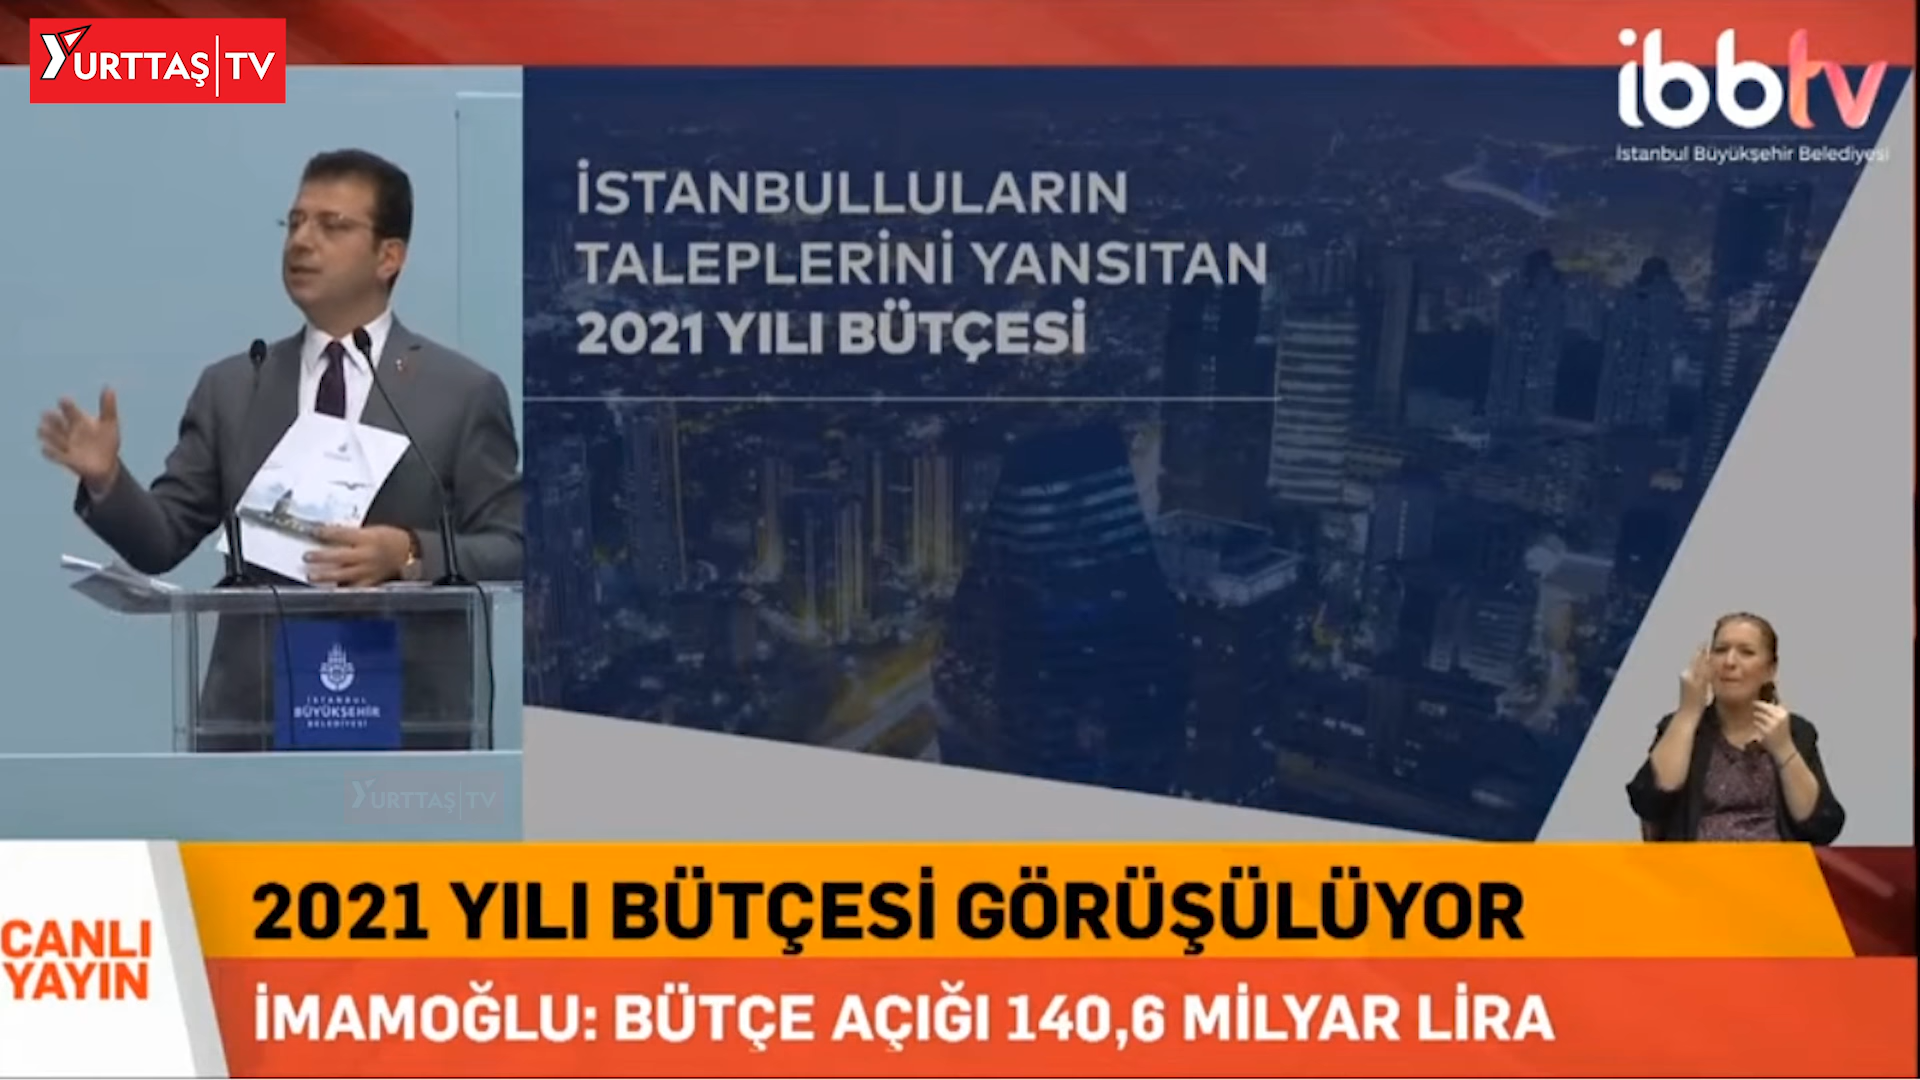 YURTTAŞ|TV
ibbtv
İstanbul Büyükşehir Belediyesi
İSTANBULLULARIN
TALEPLERİNİ YANSITAN
2021 YILI BÜTÇESİ
İSTANBUL
BÜYÜKŞEHİR
BELEDİYESİ
YURTTAŞ|TV
CANLI
YAYIN
2021 YILI BÜTÇESİ GÖRÜŞÜLÜYOR
İMAMOĞLU: BÜTÇE AÇIĞI 140,6 MİLYAR LİRA